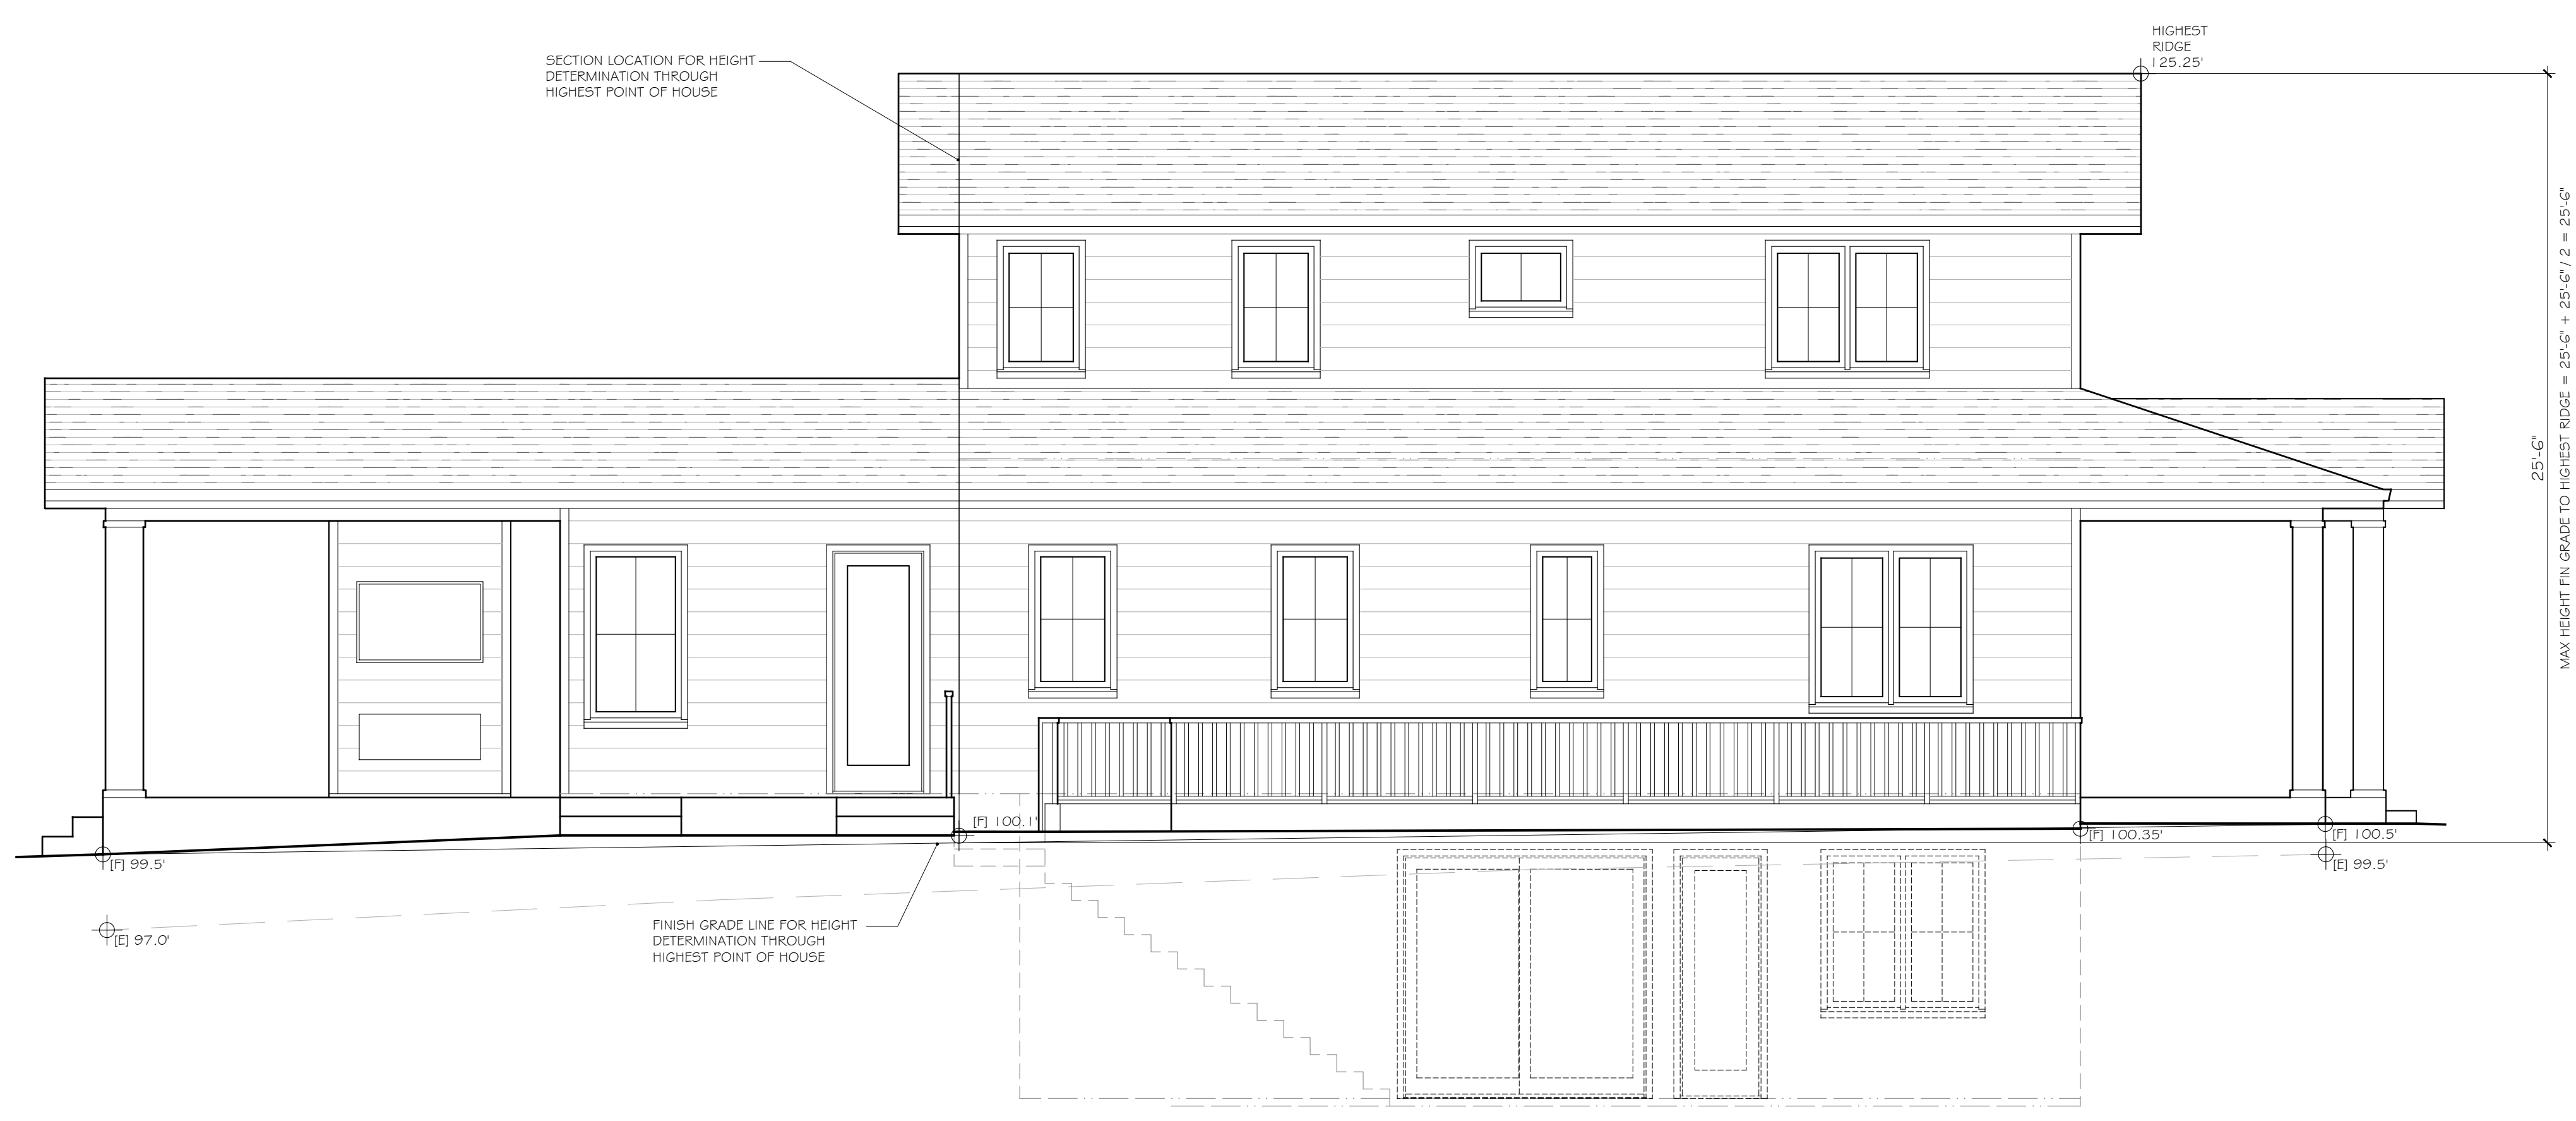 HIGHEST
RIDGE
125.25'
SECTION LOCATION FOR HEIGHT
DETERMINATION THROUGH
HIGHEST POINT OF HOUSE
25'-6"
MAX HEIGHT FIN GRADE TO HIGHEST RIDGE = 25'-6" + 25'-6" / 2 = 25'-6"
[F] 100.1'
[F] 100.35'
[F] 100.5'
[F] 99.5'
[E] 99.5'
[E] 97.0'
FINISH GRADE LINE FOR HEIGHT
DETERMINATION THROUGH
HIGHEST POINT OF HOUSE